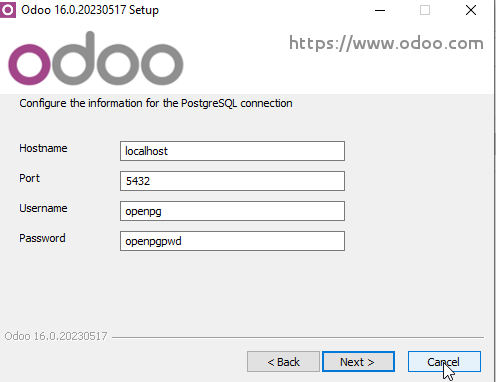 Odoo 16.0.20230517 Setup
odoo
https://www.odoo.com
Configure the information for the PostgreSQL connection
Hostname
localhost
Port
5432
Username
openpg
Password
openpgpwd
Odoo 16.0.20230517
< Back
Next >
Cancel